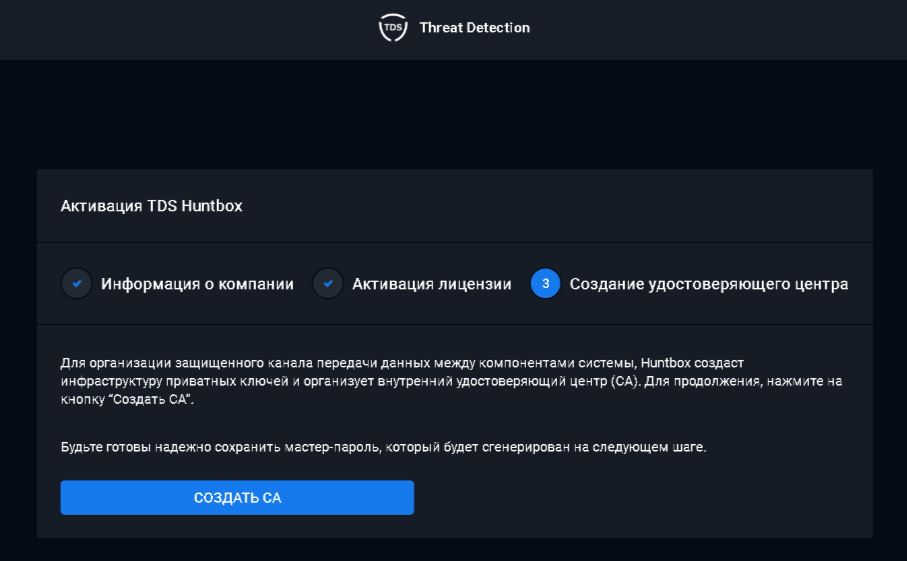 TDS Threat Detection
Активация TDS Huntbox
Информация о компании Активация лицензии 3 Создание удостоверяющего центра
Для организации защищенного канала передачи данных между компонентами системы, Huntbox создаст
инфраструктуру приватных ключей и организует внутренний удостоверяющий центр (CA). Для продолжения, нажмите на
кнопку “Создать CA”.
Будьте готовы надежно сохранить мастер-пароль, который будет сгенерирован на следующем шаге.
СОЗДАТЬ CA